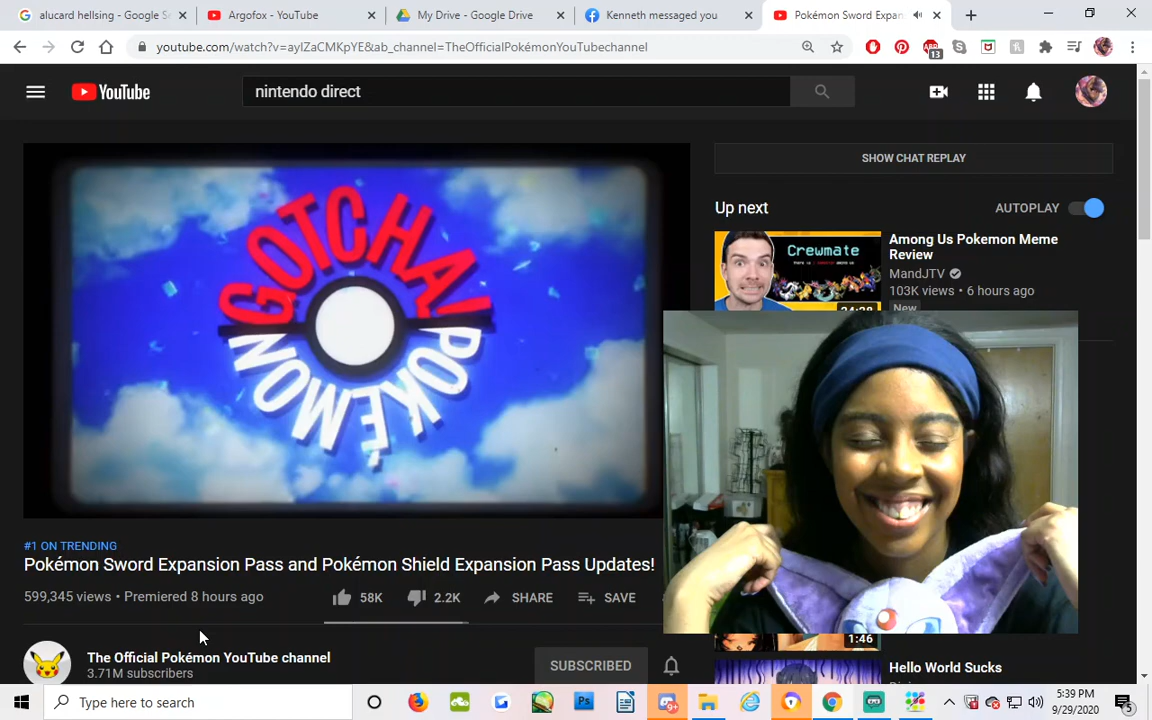 alucard hellsing - Google Se
Argofox - YouTube
My Drive - Google Drive
Kenneth messaged you
Pokémon Sword Expan
youtube.com/watch?v=ayIZaCMKpYE&ab_channel=TheOfficialPokémonYouTubechannel
13
YouTube
nintendo direct
GOTCHA!
POKÉMON
SHOW CHAT REPLAY
Up next
AUTOPLAY
Crewmate
Among Us Pokemon Meme
Review
MandJTV
103K views • 6 hours ago
New
#1 ON TRENDING
Pokémon Sword Expansion Pass and Pokémon Shield Expansion Pass Updates!
599,345 views • Premiered 8 hours ago
58K
2.2K
SHARE
SAVE
1:46
The Official Pokémon YouTube channel
3.71M subscribers
SUBSCRIBED
Hello World Sucks
Type here to search
9+
5:39 PM
9/29/2020
5